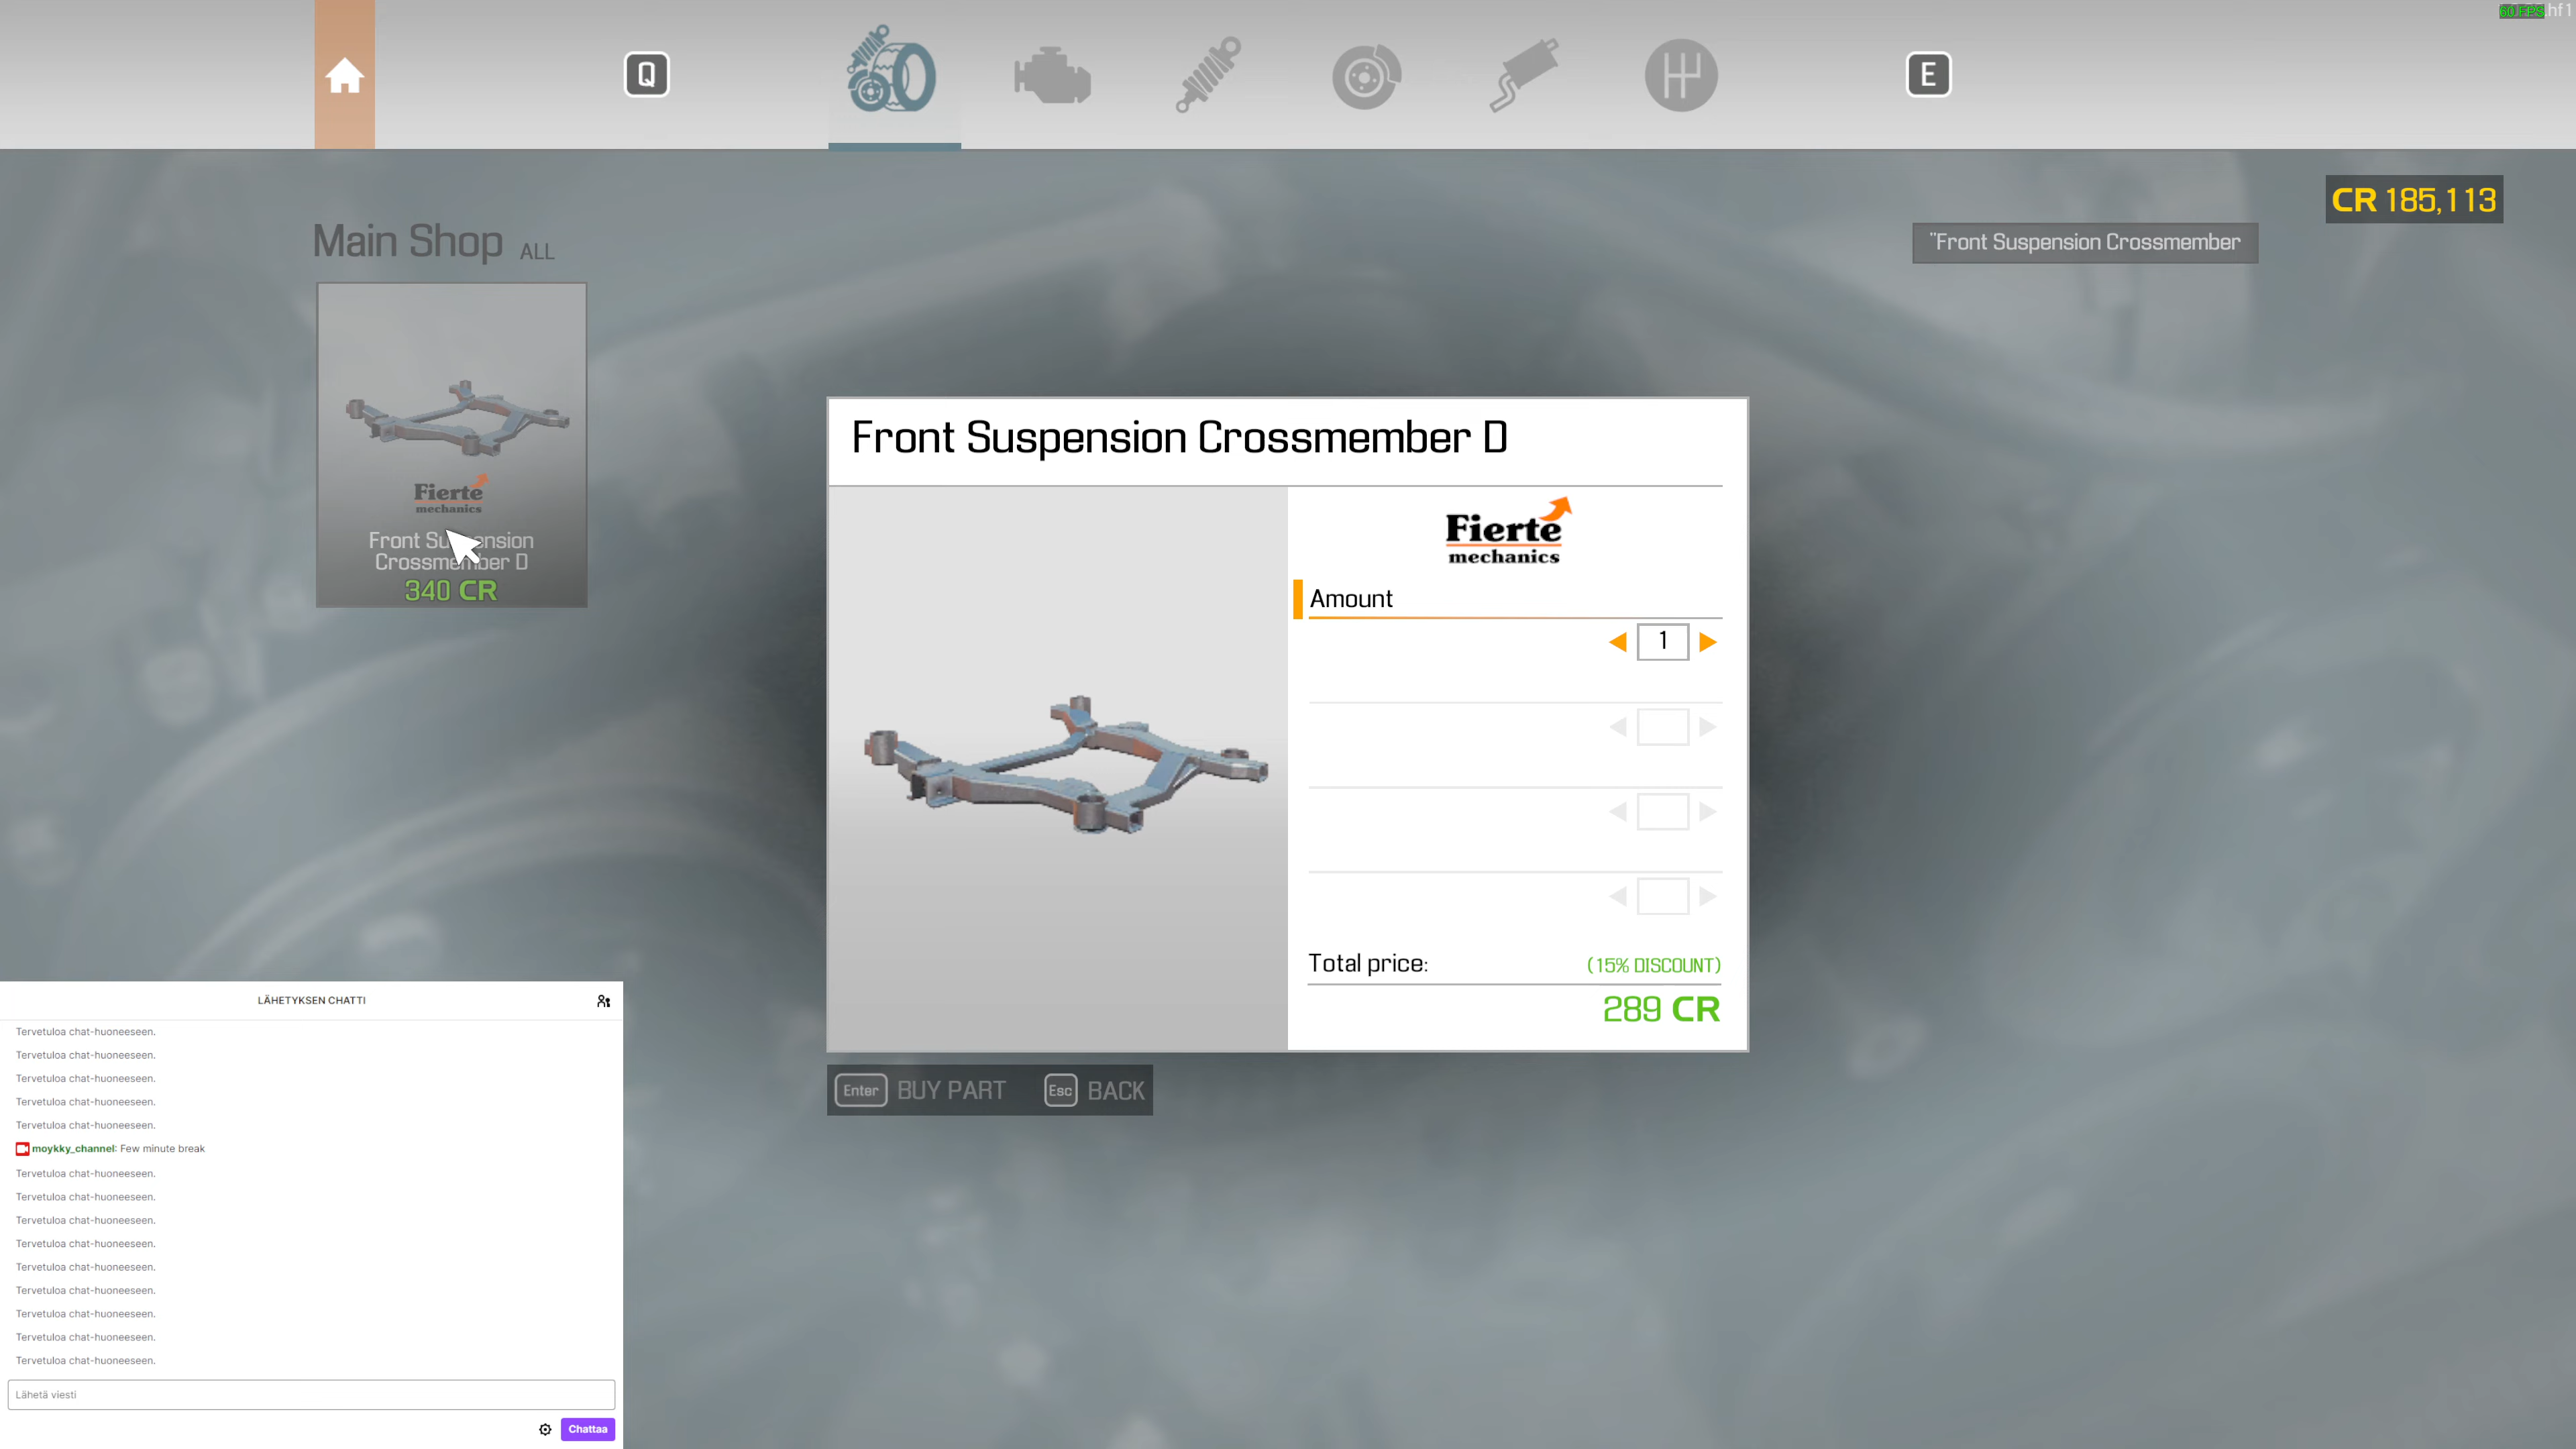 60 FPS
hf1
Q
E
CR 185,113
Main Shop ALL
"Front Suspension Crossmember
Fierte
mechanics
Front Su ension
Crossmember D
340 CR
Front Suspension Crossmember D
Fierte
mechanics
Amount
1
Total price:
(15% DISCOUNT)
289 CR
Enter BUY PART Esc BACK
LÄHETYKSEN CHATTI
Tervetuloa chat-huoneeseen.
Tervetuloa chat-huoneeseen.
Tervetuloa chat-huoneeseen.
Tervetuloa chat-huoneeseen.
Tervetuloa chat-huoneeseen.
moykky_channel: Few minute break
Tervetuloa chat-huoneeseen.
Tervetuloa chat-huoneeseen.
Tervetuloa chat-huoneeseen.
Tervetuloa chat-huoneeseen.
Tervetuloa chat-huoneeseen.
Tervetuloa chat-huoneeseen.
Tervetuloa chat-huoneeseen.
Tervetuloa chat-huoneeseen.
Tervetuloa chat-huoneeseen.
Lähetä viesti
Chattaa